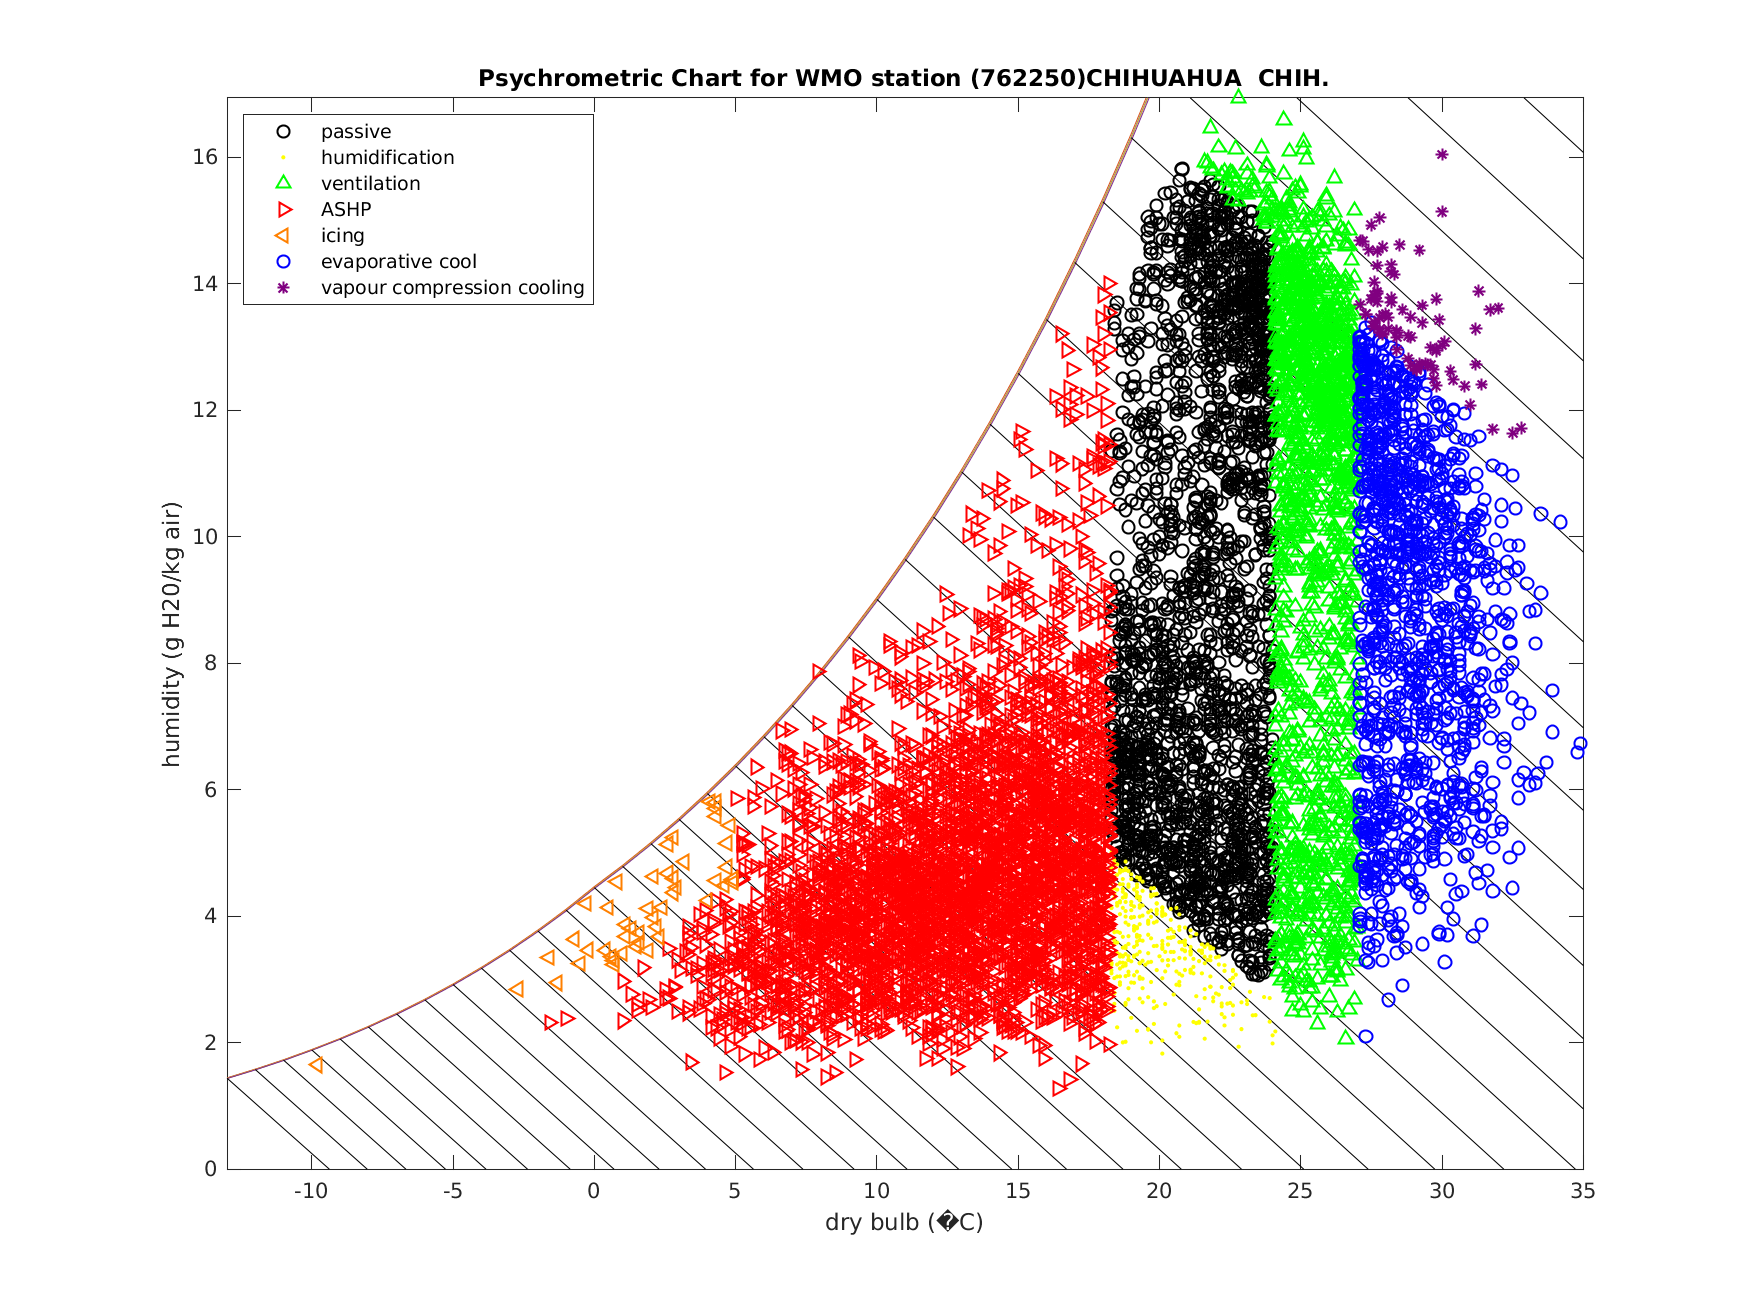 Psychrometric Chart for WMO station (762250)CHIHUAHUA  CHIH.
passive
humidification
ventilation
ASHP
icing
evaporative cool
vapour compression cooling
humidity (g H20/kg air)
16
14
12
10
8
6
4
2
0
-10 -5 0 5 10 15 20 25 30 35
dry bulb (�C)